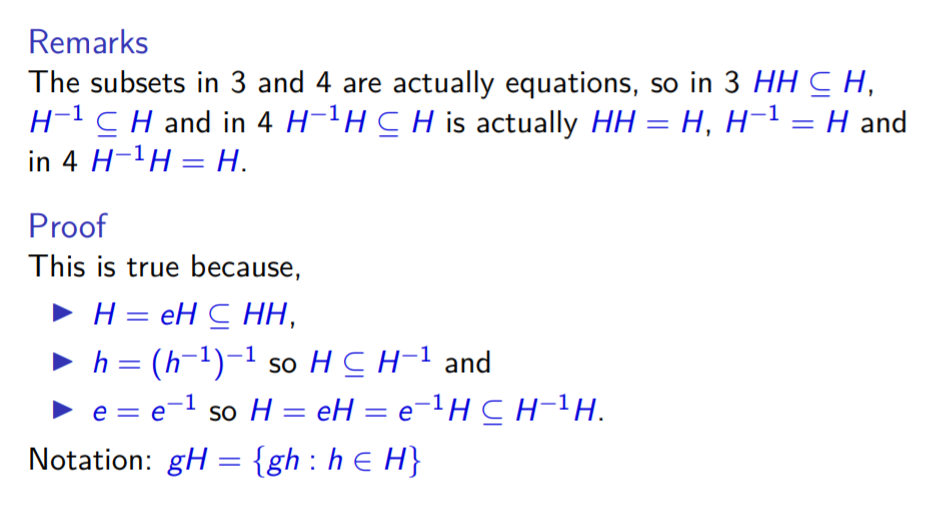 Remarks
The subsets in 3 and 4 are actually equations, so in 3 HH ⊆ H,
H⁻¹ ⊆ H and in 4 H⁻¹H ⊆ H is actually HH = H, H⁻¹ = H and
in 4 H⁻¹H = H.
Proof
This is true because,
▶ H = eH ⊆ HH,
▶ h = (h⁻¹)⁻¹ so H ⊆ H⁻¹ and
▶ e = e⁻¹ so H = eH = e⁻¹H ⊆ H⁻¹H.
Notation: gH = {gh : h ∈ H}